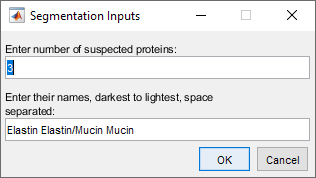 Segmentation Inputs
Enter number of suspected proteins:
3
Enter their names, darkest to lightest, space
separated:
Elastin Elastin/Mucin Mucin
OK Cancel